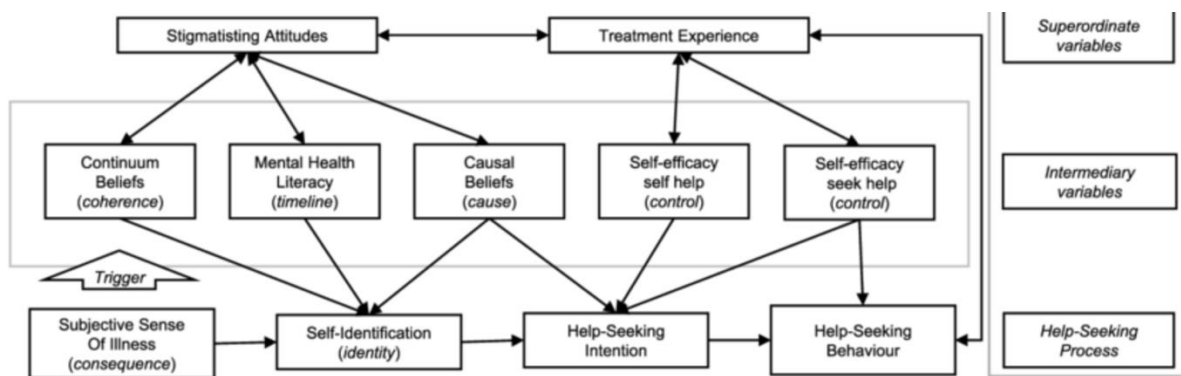 Stigmatisting Attitudes
Treatment Experience
Superordinate
variables
Continuum
Beliefs
(coherence)
Mental Health
Literacy
(timeline)
Causal
Beliefs
(cause)
Self-efficacy
self help
(control)
Self-efficacy
seek help
(control)
Intermediary
variables
Trigger
Subjective Sense
Of Illness
(consequence)
Self-Identification
(identity)
Help-Seeking
Intention
Help-Seeking
Behaviour
Help-Seeking
Process